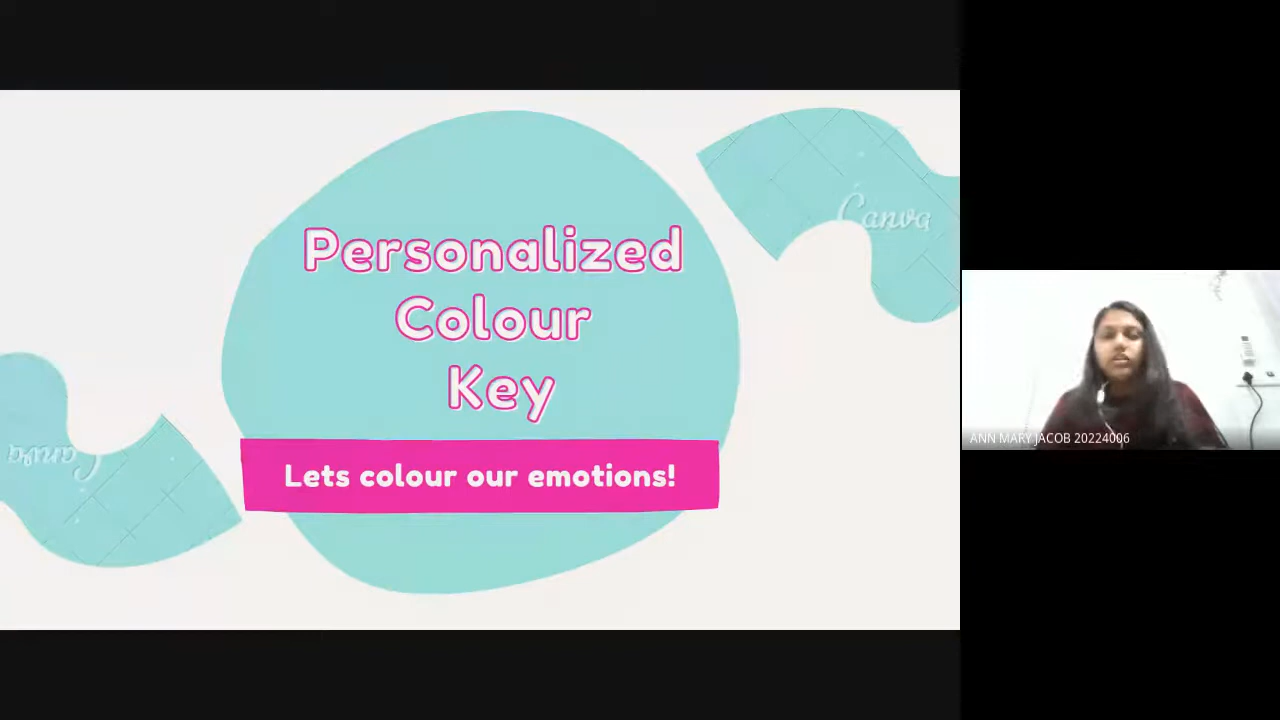 Personalized
Colour
Key
Lets colour our emotions!
Canva
Canva
ANN MARY JACOB 20224006